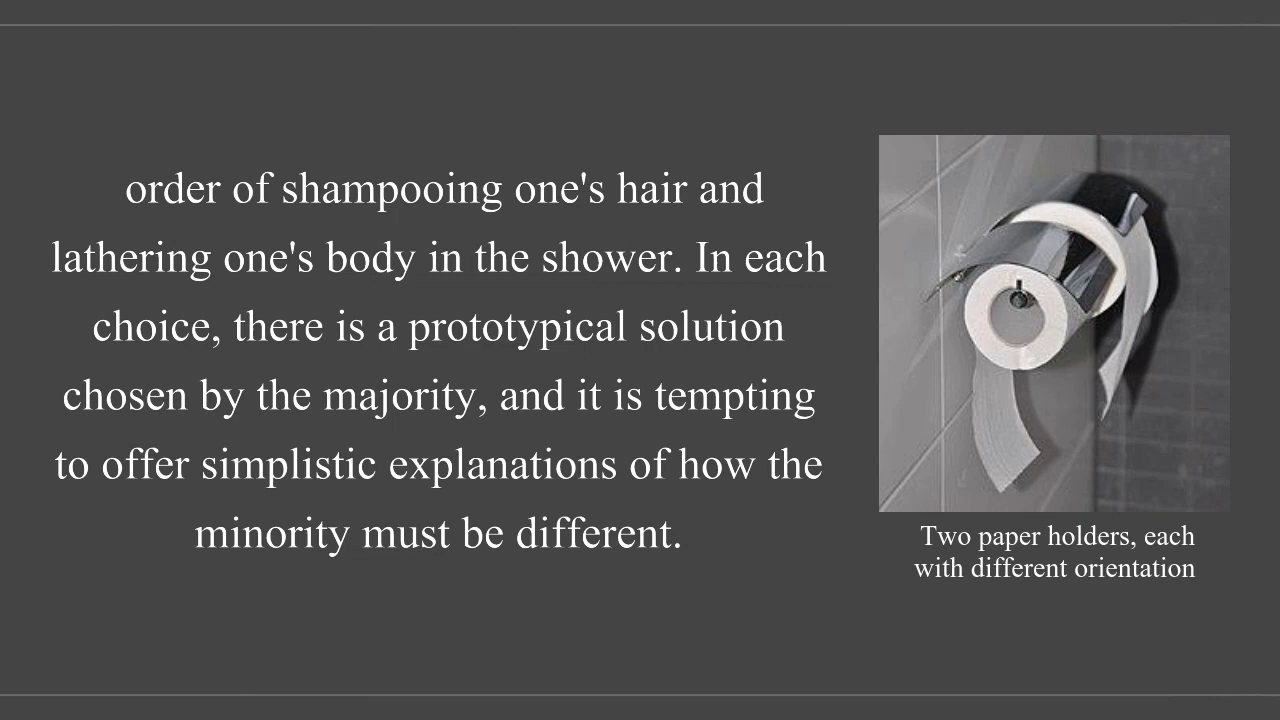 order of shampooing one's hair and
lathering one's body in the shower. In each
choice, there is a prototypical solution
chosen by the majority, and it is tempting
to offer simplistic explanations of how the
minority must be different.
Two paper holders, each
with different orientation